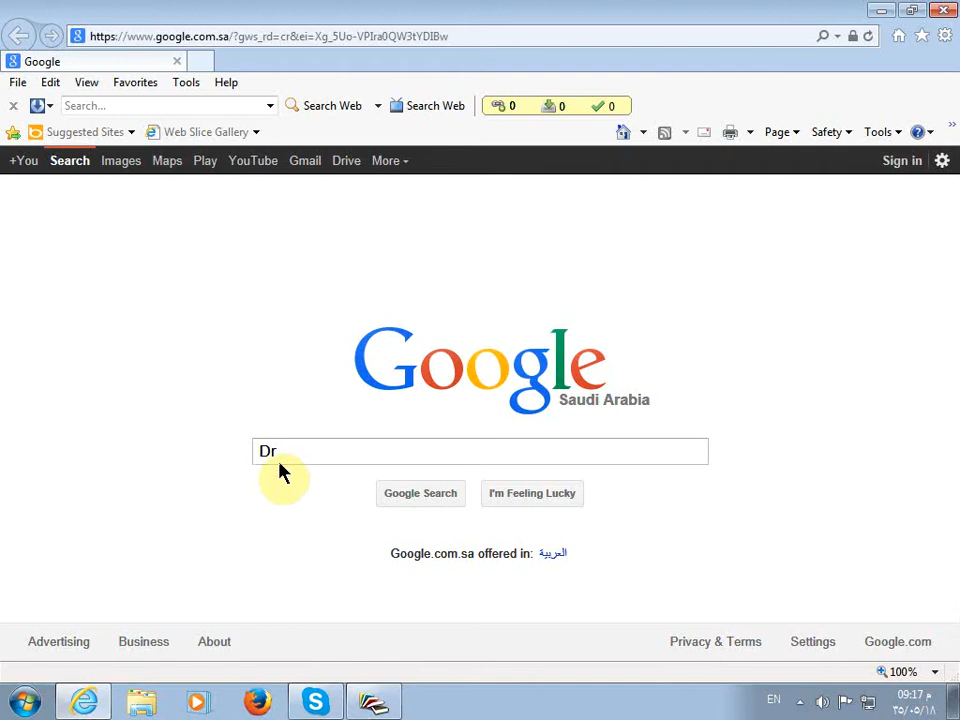 https://www.google.com.sa/?gws_rd=cr&ei=Xg_5Uo-VPIra0QW3tYDIBw
Google
File Edit View Favorites Tools Help
Search... Search Web Search Web 0 0 0
Suggested Sites Web Slice Gallery Page Safety Tools
+You Search Images Maps Play YouTube Gmail Drive More Sign in
Google
Saudi Arabia
Dr
Google Search I'm Feeling Lucky
Google.com.sa offered in: العربية
Advertising Business About Privacy & Terms Settings Google.com
100%
EN 09:17 م
٣٥/٠٥/١٨